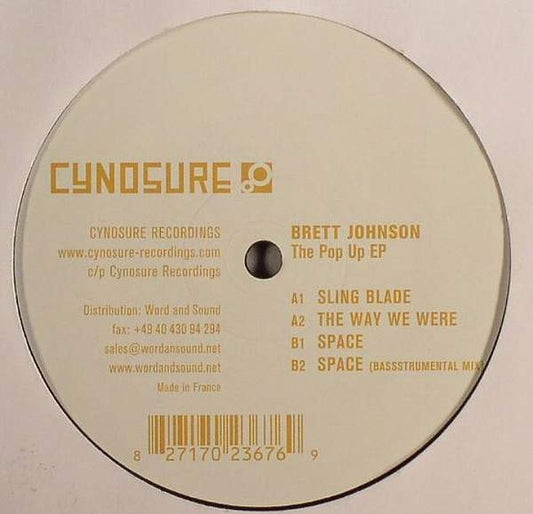 CYNOSURE
CYNOSURE RECORDINGS
www.cynosure-recordings.com
c/p Cynosure Recordings
Distribution: Word and Sound
fax: +49 40 430 94 294
sales@wordandsound.net
www.wordandsound.net
Made in France
BRETT JOHNSON
The Pop Up EP
A1 SLING BLADE
A2 THE WAY WE WERE
B1 SPACE
B2 SPACE (BASSSTRUMENTAL MIX)
8 27170 23676 9